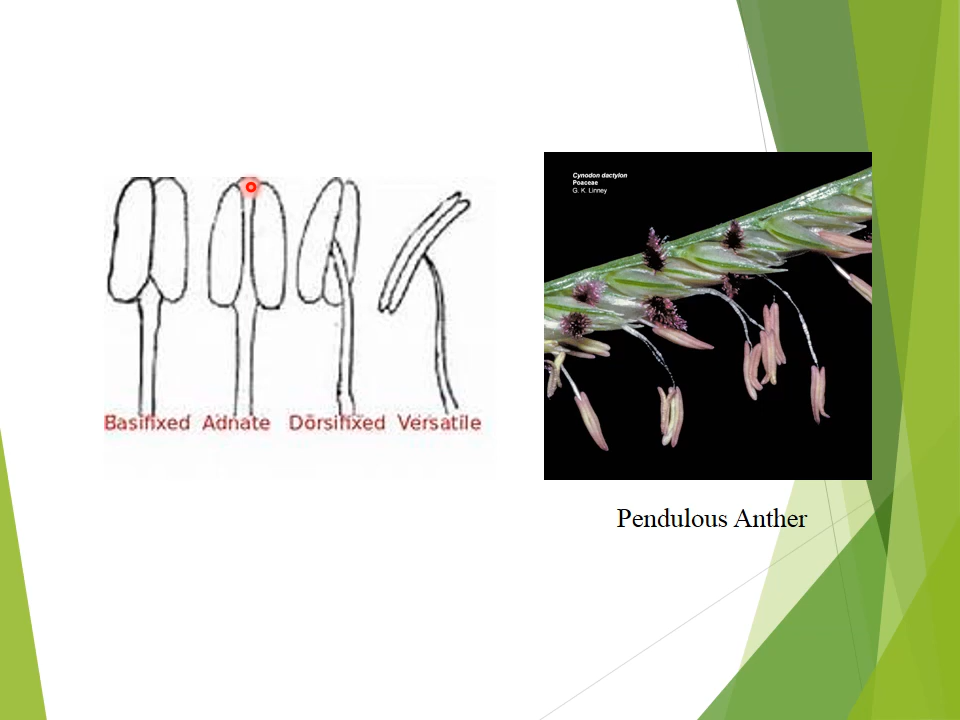 Basifixed Adnate Dorsifixed Versatile
Cynodon dactylon
Poaceae
G. K. Linney
Pendulous Anther